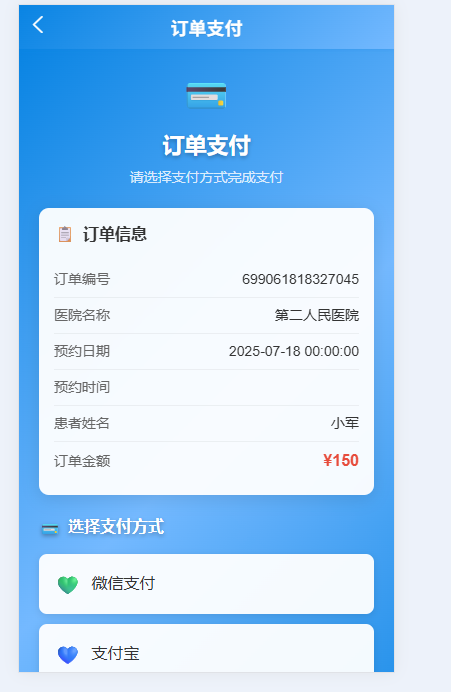 订单支付
订单支付
请选择支付方式完成支付
订单信息
订单编号 699061818327045
医院名称 第二人民医院
预约日期 2025-07-18 00:00:00
预约时间
患者姓名 小军
订单金额 ¥150
选择支付方式
微信支付
支付宝